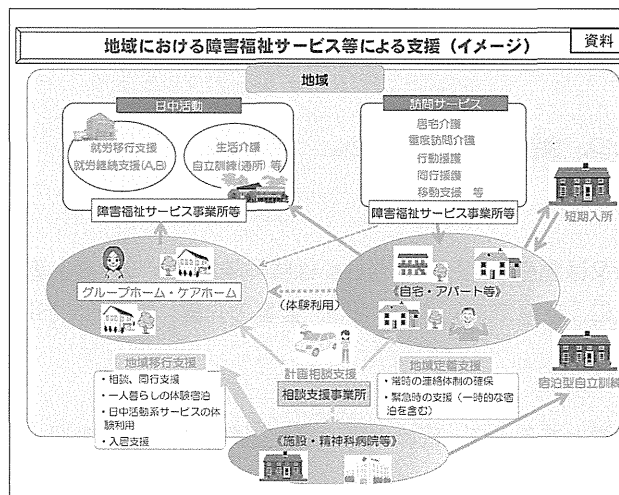 地域における障害福祉サービス等による支援（イメージ）
資料
地域
日中活動
訪問サービス
就労移行支援
就労継続支援(A,B)
生活介護
自立訓練(通所) 等
居宅介護
重度訪問介護
行動援護
同行援護
移動支援 等
障害福祉サービス事業所等
障害福祉サービス事業所等
短期入所
グループホーム・ケアホーム
《自宅・アパート等》
(体験利用)
地域移行支援
・相談、同行支援
・一人暮らしの体験宿泊
・日中活動系サービスの体
験利用
・入居支援
計画相談支援
相談支援事業所
地域定着支援
・常時の連絡体制の確保
・緊急時の支援（一時的な宿
泊を含む）
宿泊型自立訓練
《施設・精神科病院等》